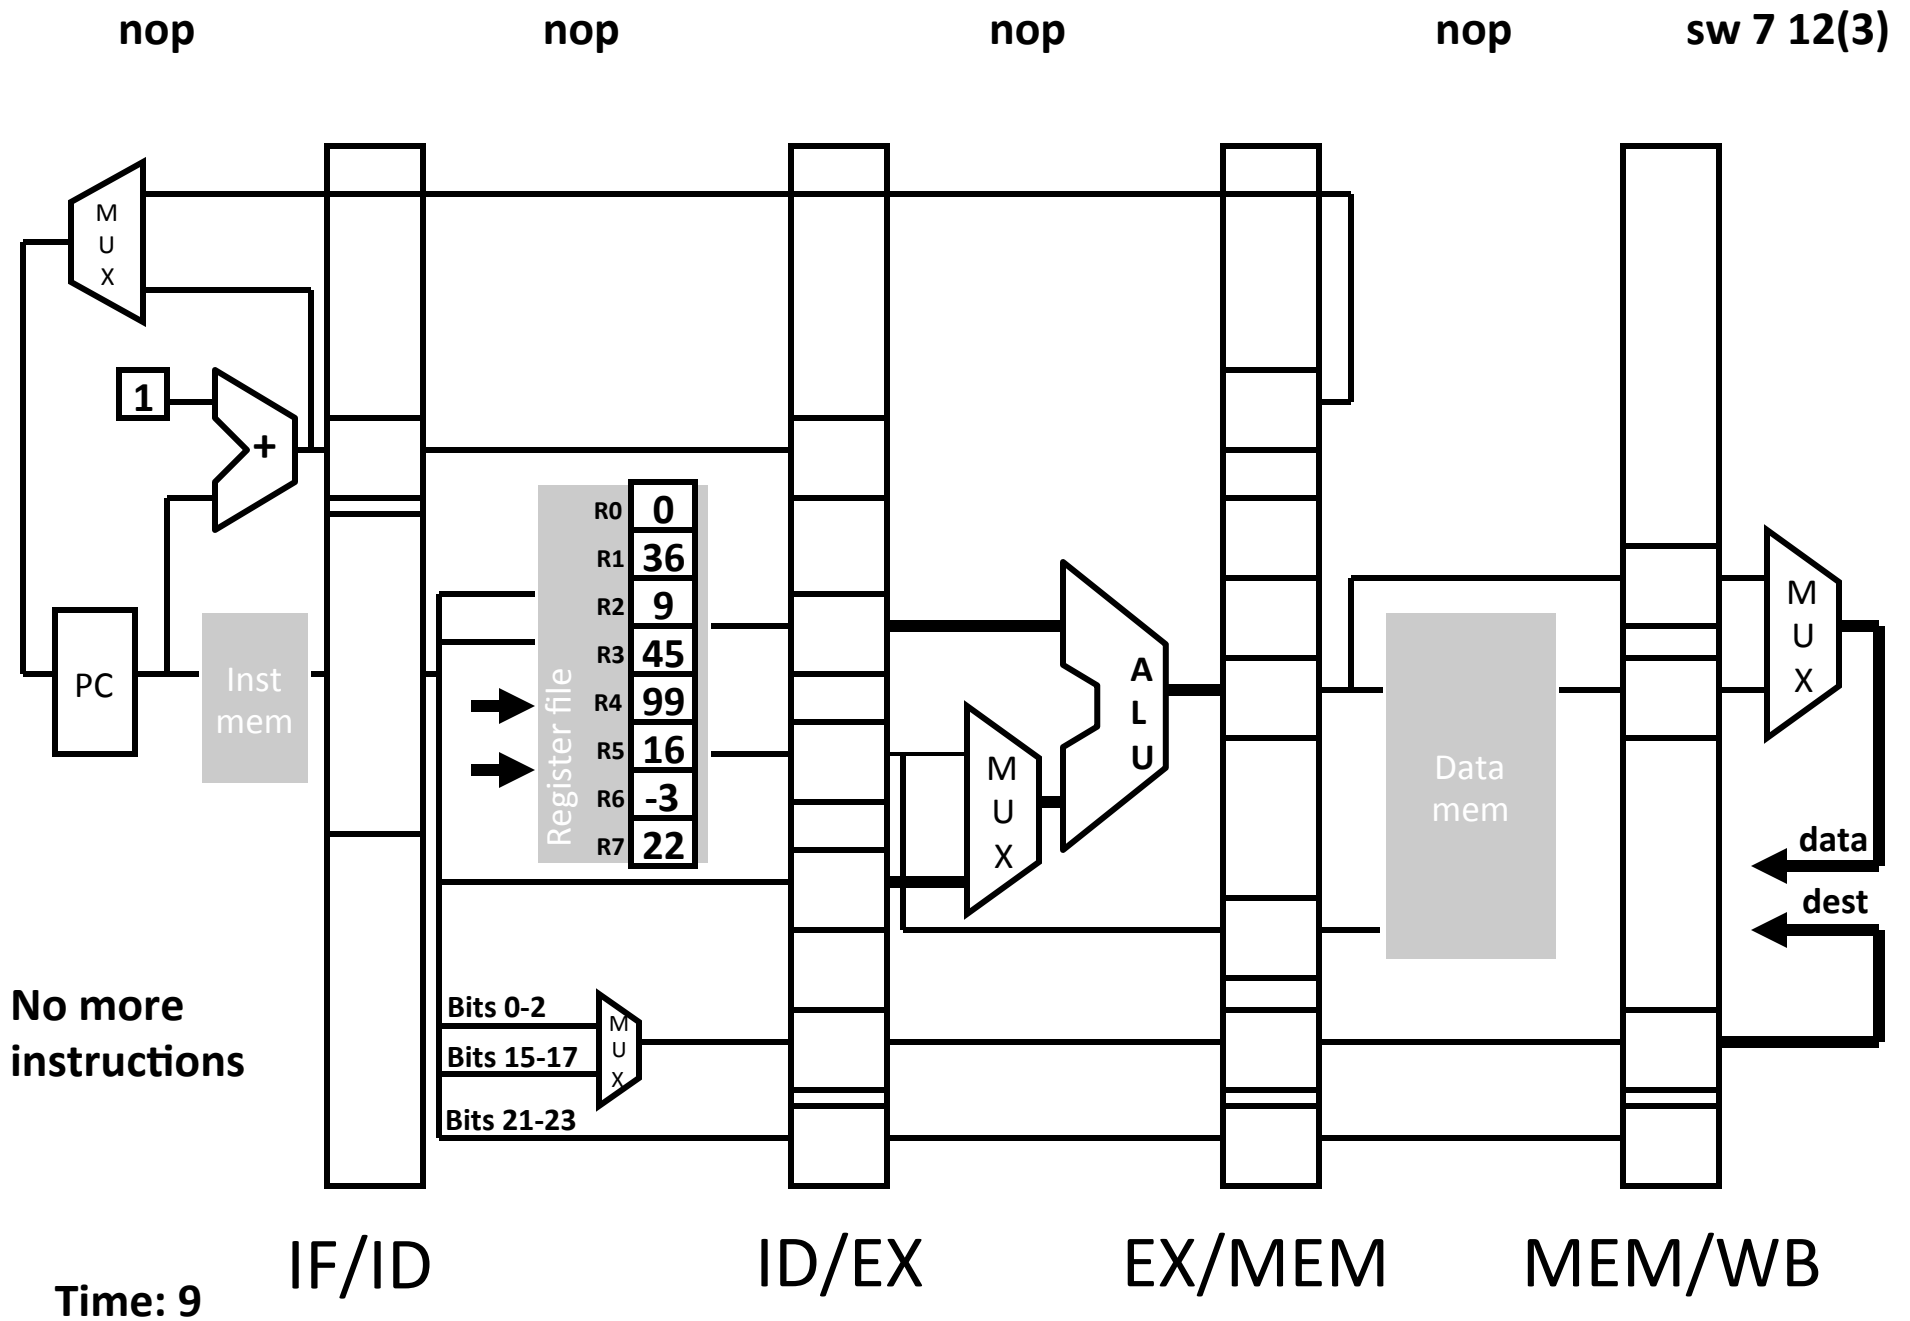 nop nop nop nop sw 7 12(3)
M
U
X
1
+
PC
Inst
mem
Register file
R0 0
R1 36
R2 9
R3 45
R4 99
R5 16
R6 -3
R7 22
M
U
X
A
L
U
Data
mem
M
U
X
data
dest
No more
instructions
Bits 0-2
Bits 15-17
Bits 21-23
M
U
X
IF/ID ID/EX EX/MEM MEM/WB
Time: 9